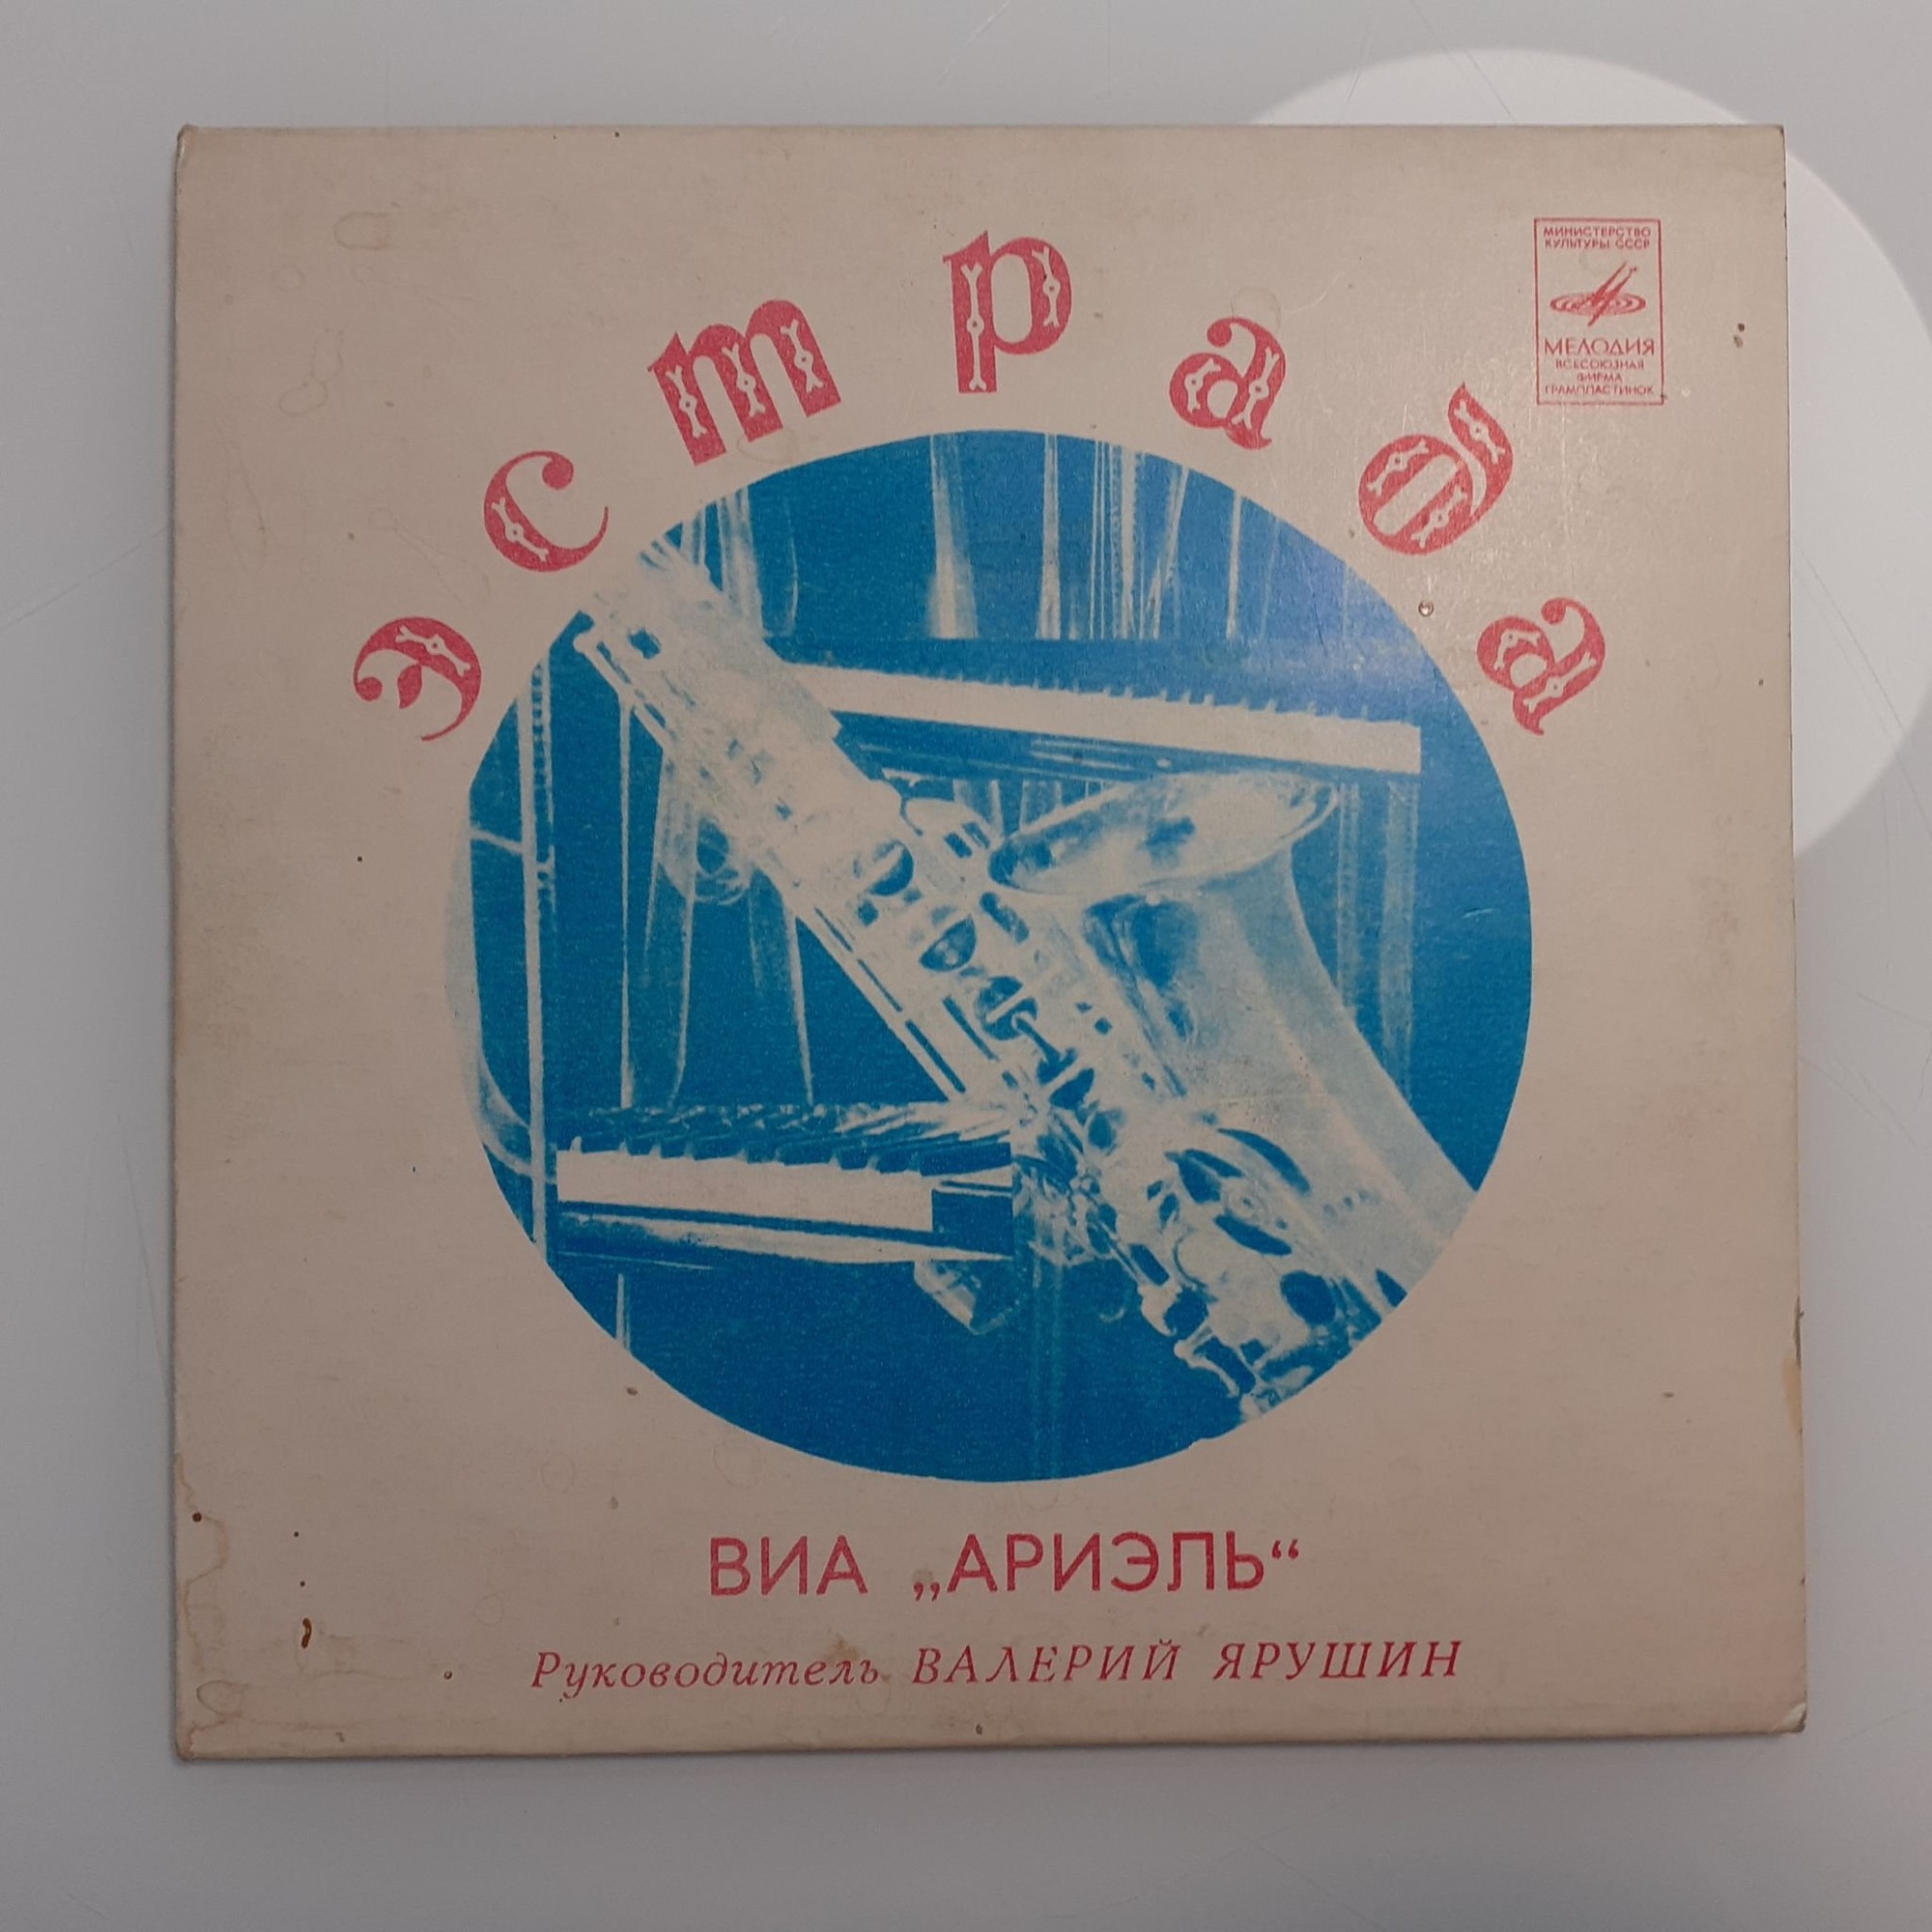 эстрада
МИНИСТЕРСТВО
КУЛЬТУРЫ СССР
МЕЛОДИЯ
ВСЕСОЮЗНАЯ
ФИРМА
ГРАМПЛАСТИНОК
ВИА „АРИЭЛЬ“
Руководитель ВАЛЕРИЙ ЯРУШИН